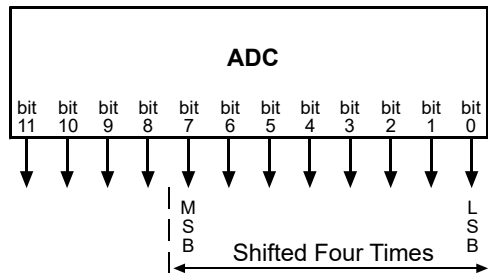 ADC
bit bit bit bit bit bit bit bit bit bit bit bit
11 10 9 8 7 6 5 4 3 2 1 0
MSB LSB
Shifted Four Times